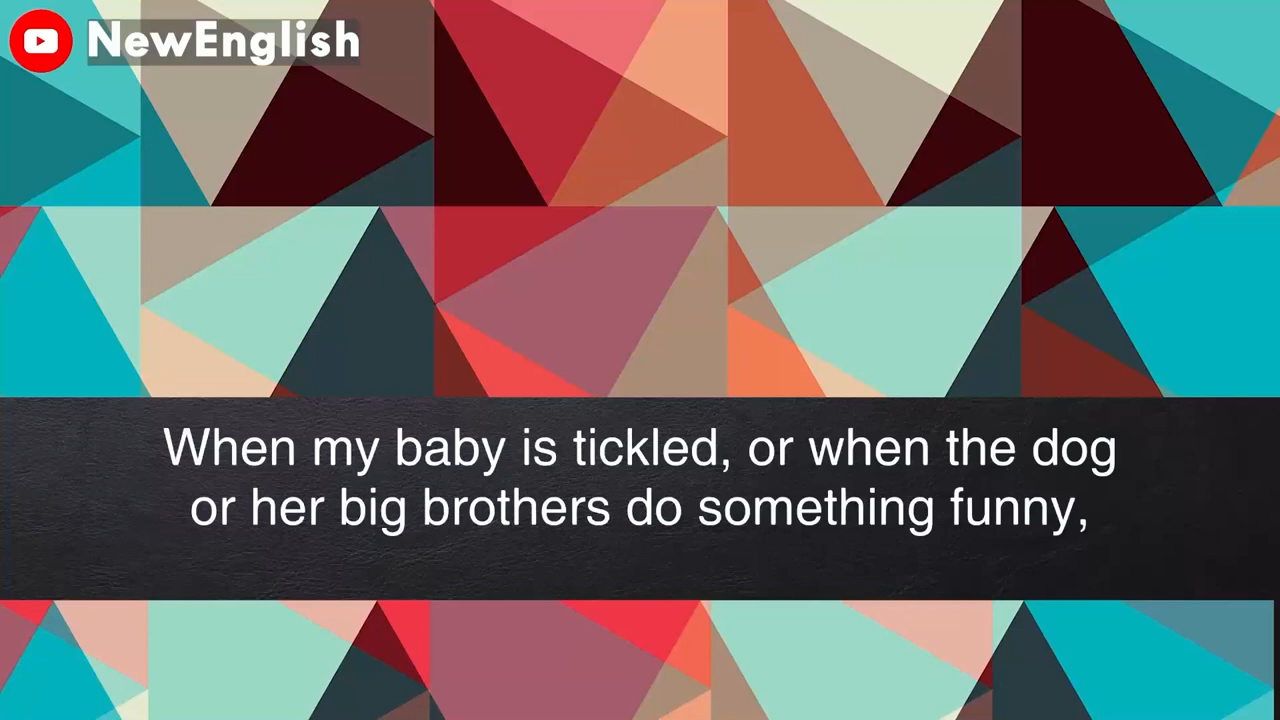 NewEnglish
When my baby is tickled, or when the dog
or her big brothers do something funny,